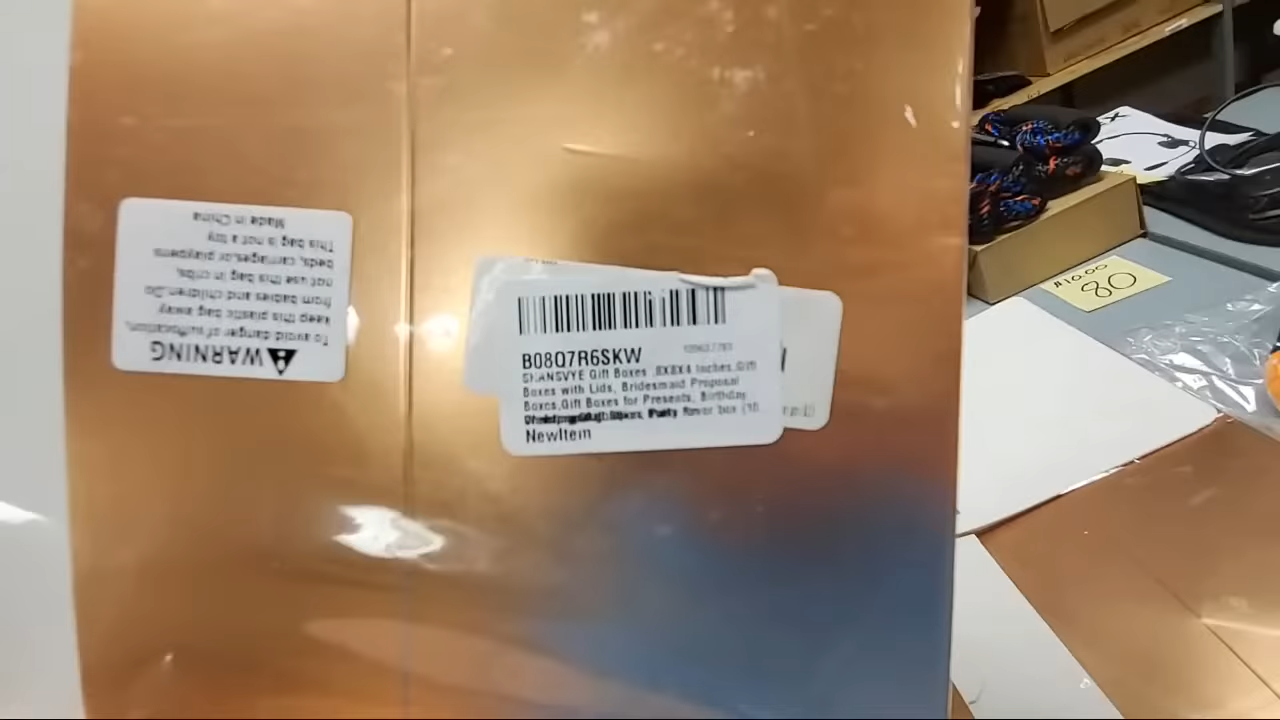 WARNING
To avoid danger of suffocation,
keep this plastic bag away
from babies and children.Do
not use this bag in cribs,
beds, carriages,or playpens
This bag is not a toy
Made in China
B08Q7R6SKW
SHANSVYE Gift Boxes ,8X8X4 Inches,Gift
Boxes with Lids, Bridesmaid Proposal
Boxes,Gift Boxes for Presents, Birthday
Party favor box (10
NewItem
#10.00
80